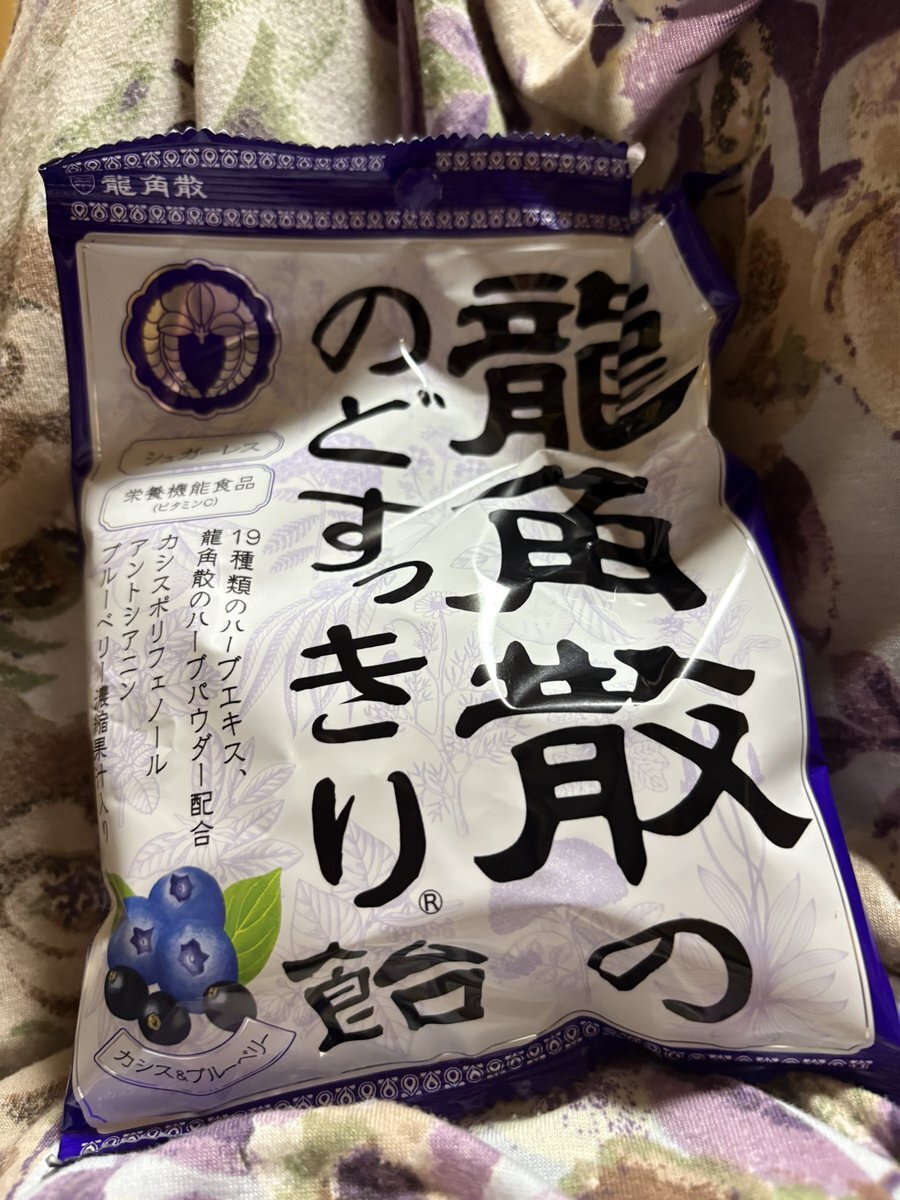 龍角散
龍角散の
のどすっきり®飴
シュガーレス
栄養機能食品
(ビタミンC)
19種類のハーブエキス、
龍角散のハーブパウダー配合
カシスポリフェノール
アントシアニン
ブルーベリー濃縮果汁入り
カシス&ブルーベリー